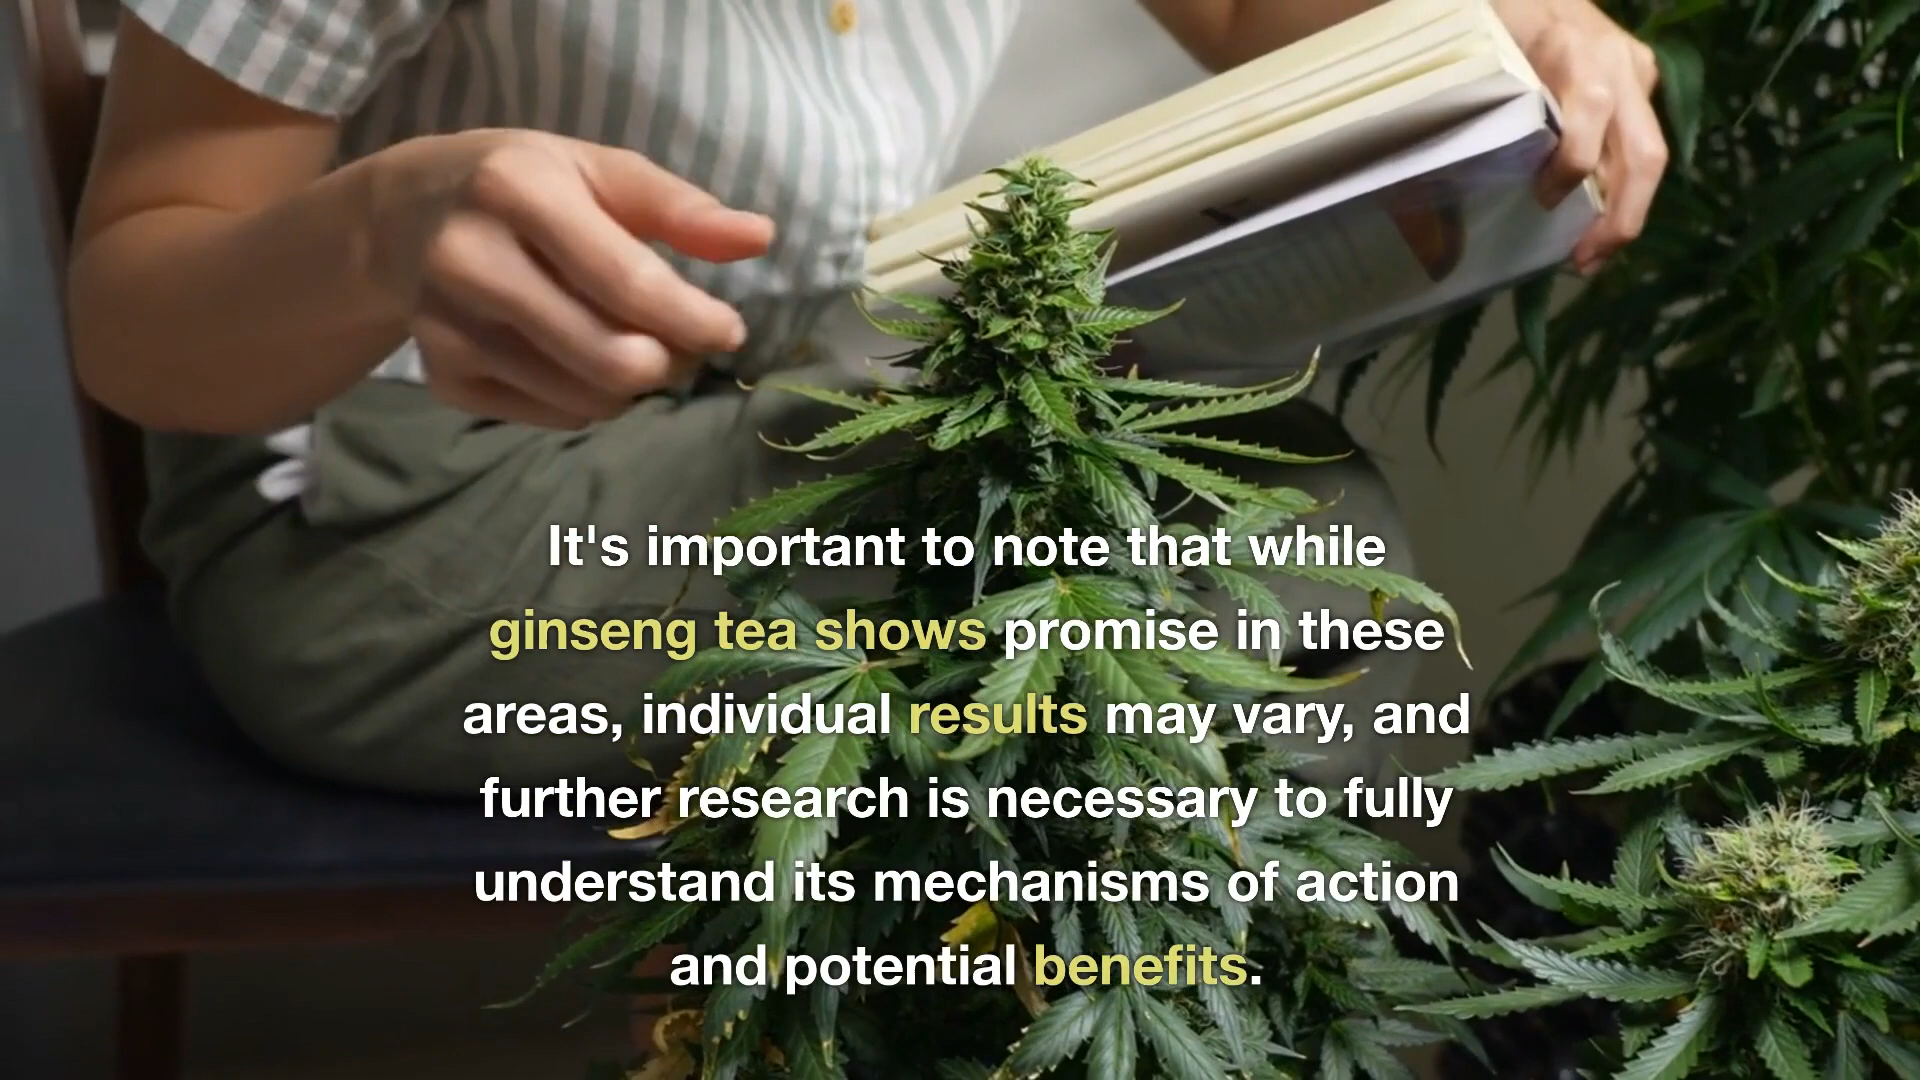 It's important to note that while
ginseng tea shows promise in these
areas, individual results may vary, and
further research is necessary to fully
understand its mechanisms of action
and potential benefits.